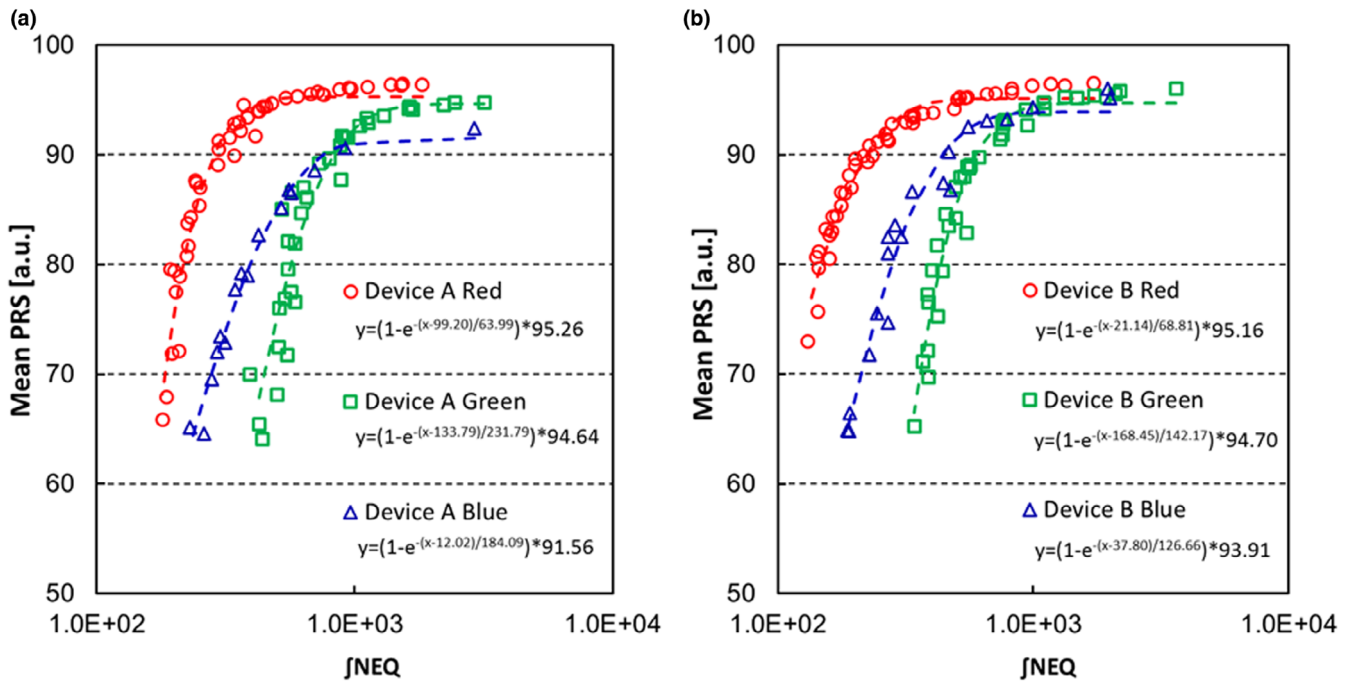 (a)
Mean PRS [a.u.]
100
90
80
70
60
50
Device A Red
y=(1-e-(x-99.20)/63.99)*95.26
Device A Green
y=(1-e-(x-133.79)/231.79)*94.64
Device A Blue
y=(1-e-(x-12.02)/184.09)*91.56
1.0E+02
1.0E+03
1.0E+04
∫NEQ
(b)
Mean PRS [a.u.]
100
90
80
70
60
50
Device B Red
y=(1-e-(x-21.14)/68.81)*95.16
Device B Green
y=(1-e-(x-168.45)/142.17)*94.70
Device B Blue
y=(1-e-(x-37.80)/126.66)*93.91
1.0E+02
1.0E+03
1.0E+04
∫NEQ